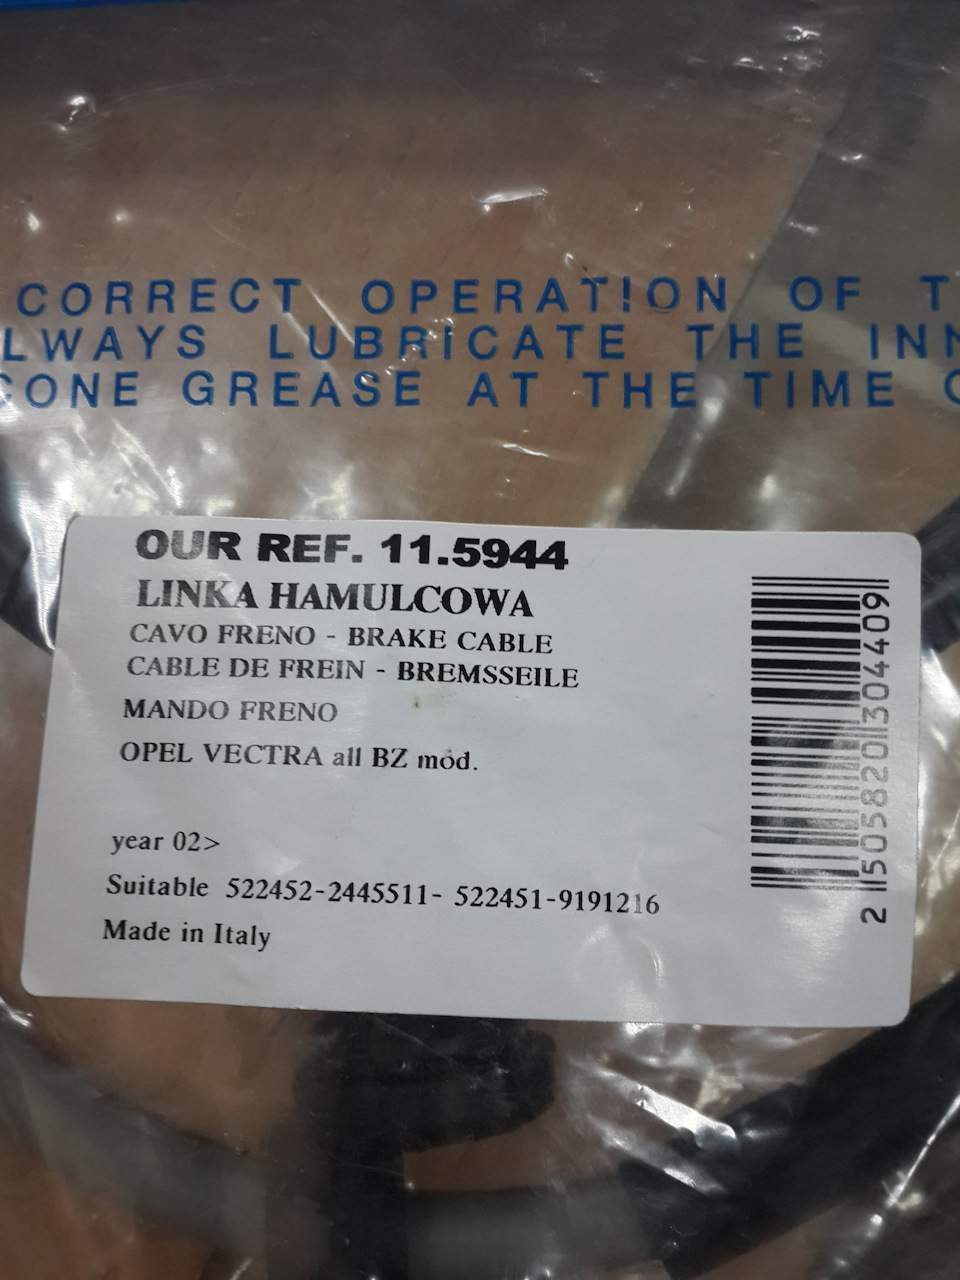 CORRECT OPERATION OF T
LWAYS LUBRICATE THE INN
CONE GREASE AT THE TIME O
OUR REF. 11.5944
LINKA HAMULCOWA
CAVO FRENO - BRAKE CABLE
CABLE DE FREIN - BREMSSEILE
MANDO FRENO
OPEL VECTRA all BZ mod.
year 02>
Suitable 522452-2445511- 522451-9191216
Made in Italy
2 505820 304409